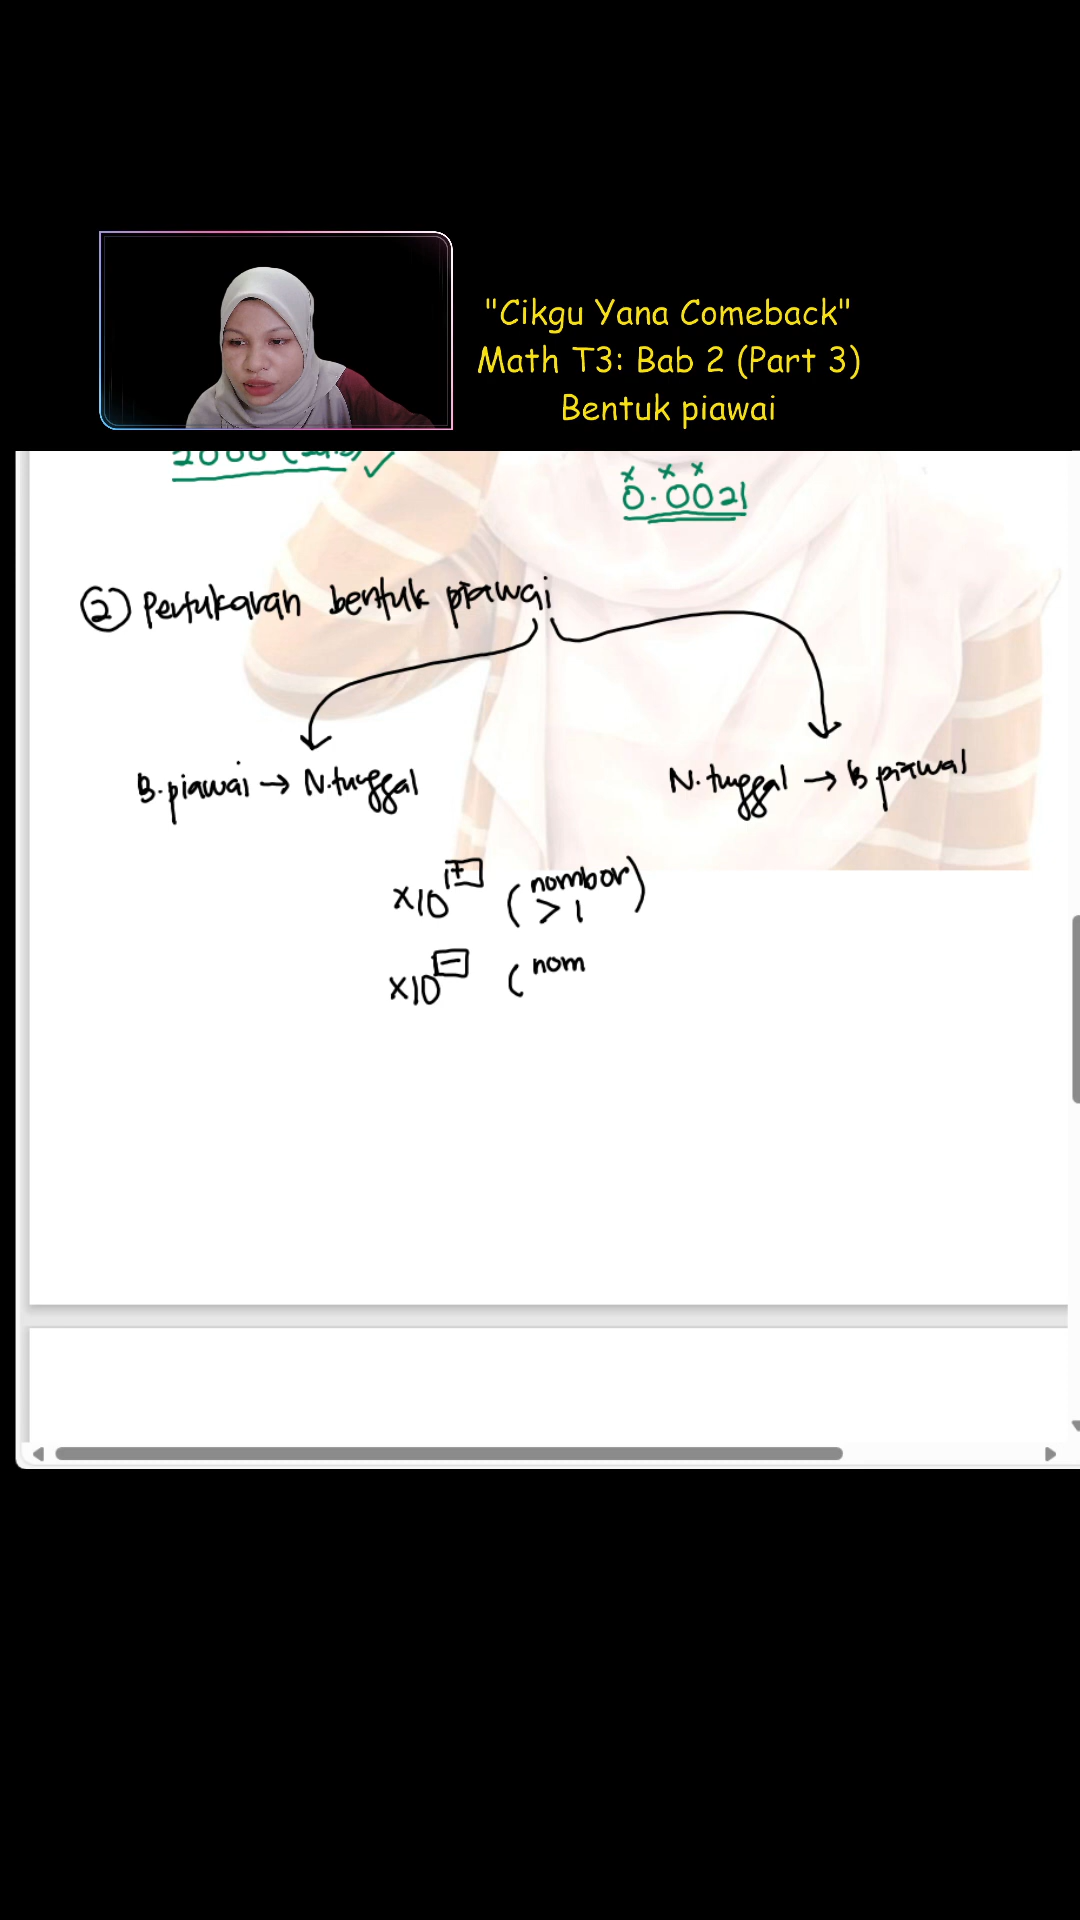 "Cikgu Yana Comeback"
Math T3: Bab 2 (Part 3)
Bentuk piawai
x x x
0.0021
② Pertukaran bentuk piawai
B.piawai → N.tunggal
N.tunggal → B piawai
×10 + (nombor > 1)
×10 − (nom